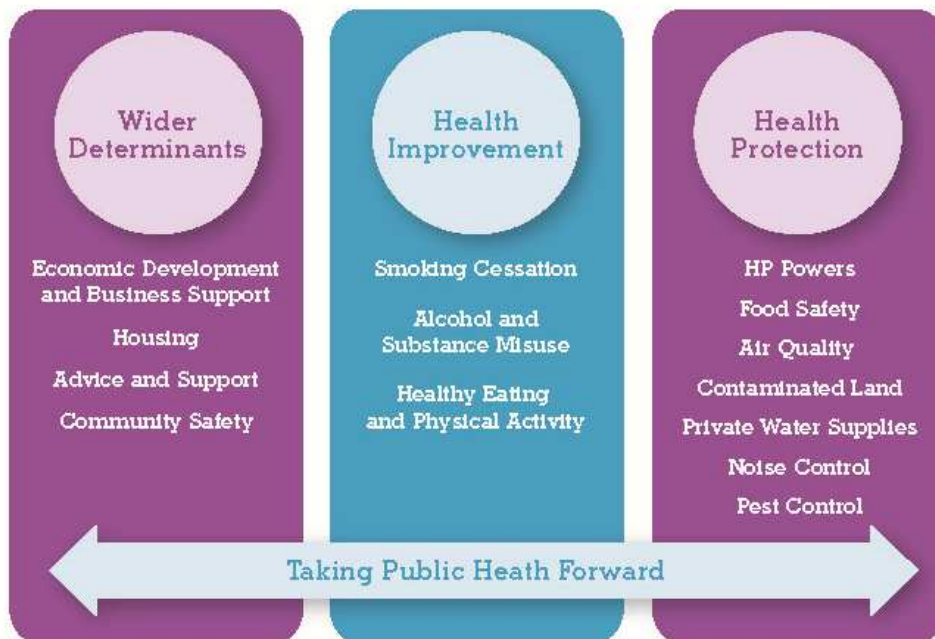 Wider
Determinants
Economic Development
and Business Support
Housing
Advice and Support
Community Safety
Health
Improvement
Smoking Cessation
Alcohol and
Substance Misuse
Healthy Eating
and Physical Activity
Health
Protection
HP Powers
Food Safety
Air Quality
Contaminated Land
Private Water Supplies
Noise Control
Pest Control
Taking Public Heath Forward